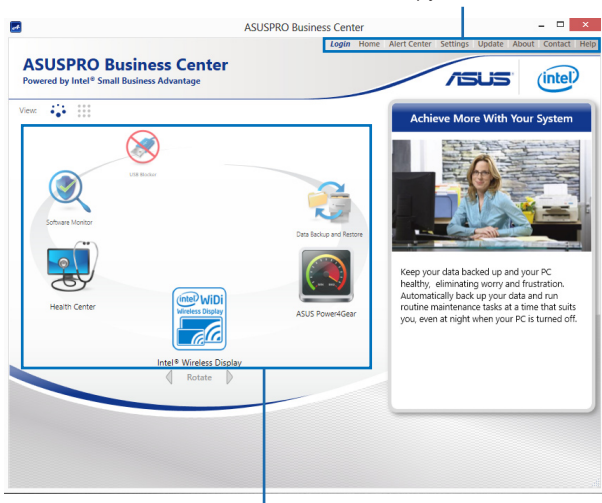 ASUSPRO Business Center
Login Home Alert Center Settings Update About Contact Help
ASUSPRO Business Center
Powered by Intel® Small Business Advantage
ASUS
intel
View:
Achieve More With Your System
USB Blocker
Software Monitor
Data Backup and Restore
Health Center
intel WiDi
Wireless Display
ASUS Power4Gear
Intel® Wireless Display
Rotate
Keep your data backed up and your PC
healthy, eliminating worry and frustration.
Automatically back up your data and run
routine maintenance tasks at a time that suits
you, even at night when your PC is turned off.